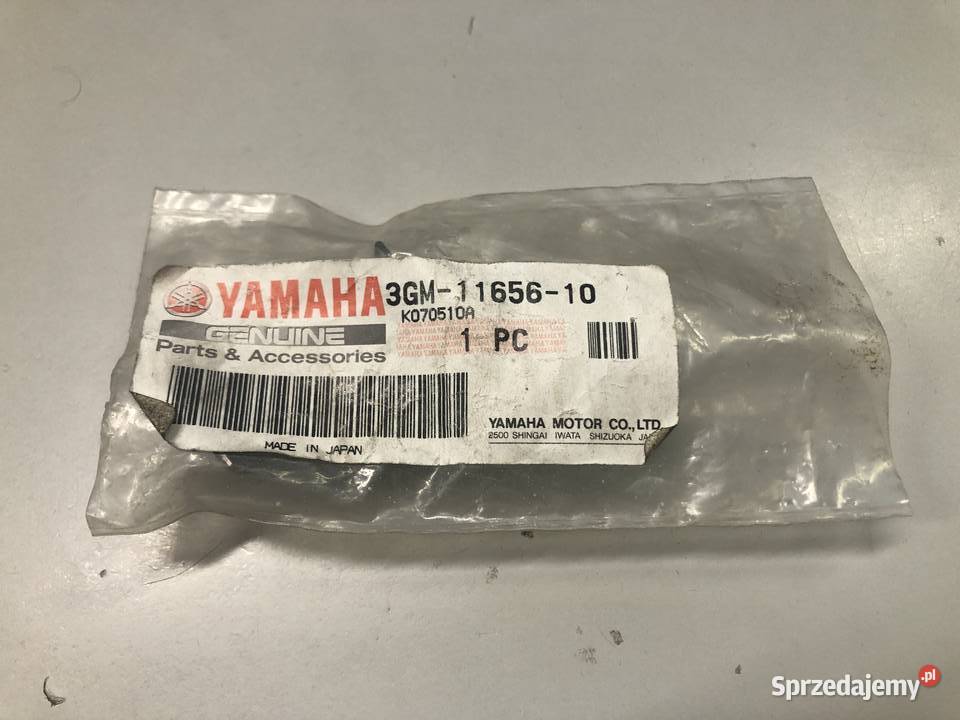 YAMAHA 3GM-11656-10
K070510A
GENUINE
1 PC
Parts & Accessories
YAMAHA MOTOR CO.,LTD.
2500 SHINGAI IWATA SHIZUOKA
MADE IN JAPAN
Sprzedajemy.pl